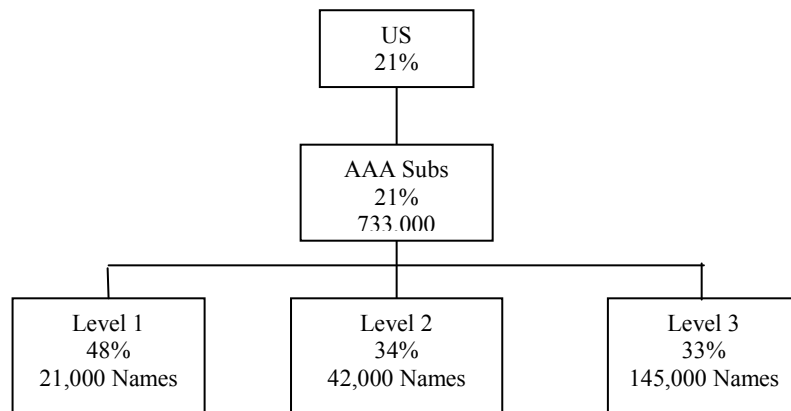 US
21%
AAA Subs
21%
733,000
Level 1
48%
21,000 Names
Level 2
34%
42,000 Names
Level 3
33%
145,000 Names